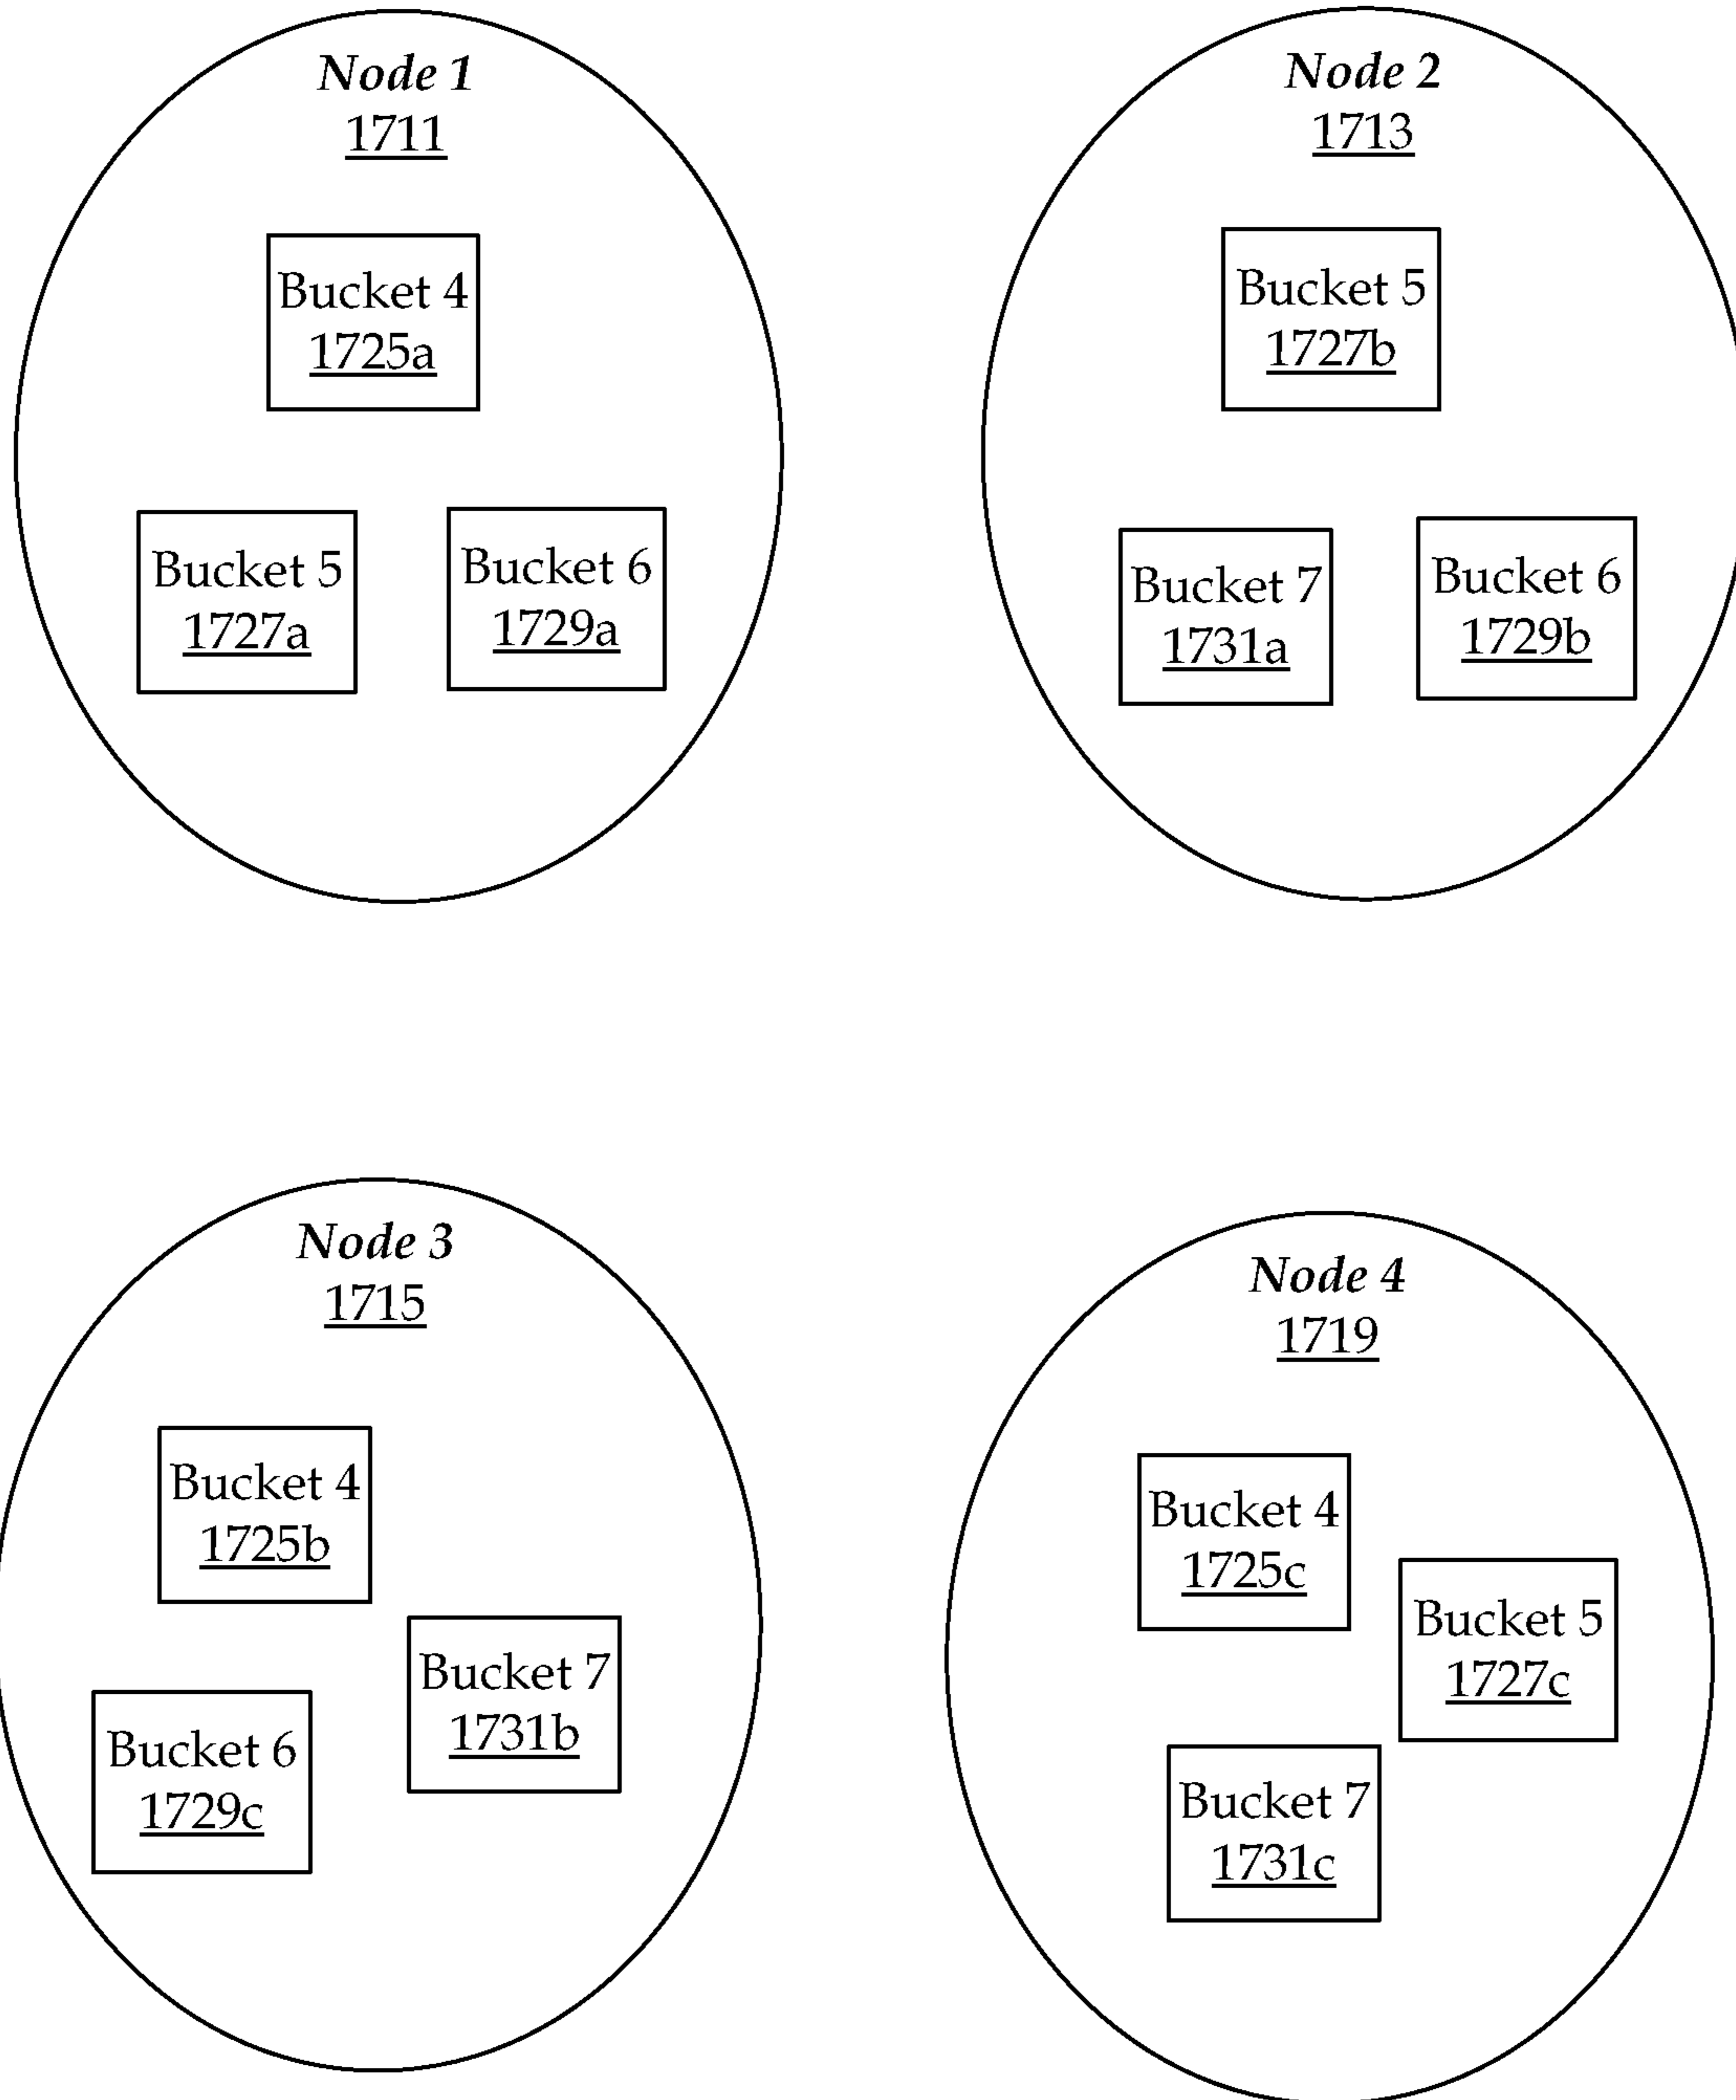 Node 1
1711
Bucket 4
1725a
Bucket 5
1727a
Bucket 6
1729a
Node 2
1713
Bucket 5
1727b
Bucket 7
1731a
Bucket 6
1729b
Node 3
1715
Bucket 4
1725b
Bucket 7
1731b
Bucket 6
1729c
Node 4
1719
Bucket 4
1725c
Bucket 5
1727c
Bucket 7
1731c